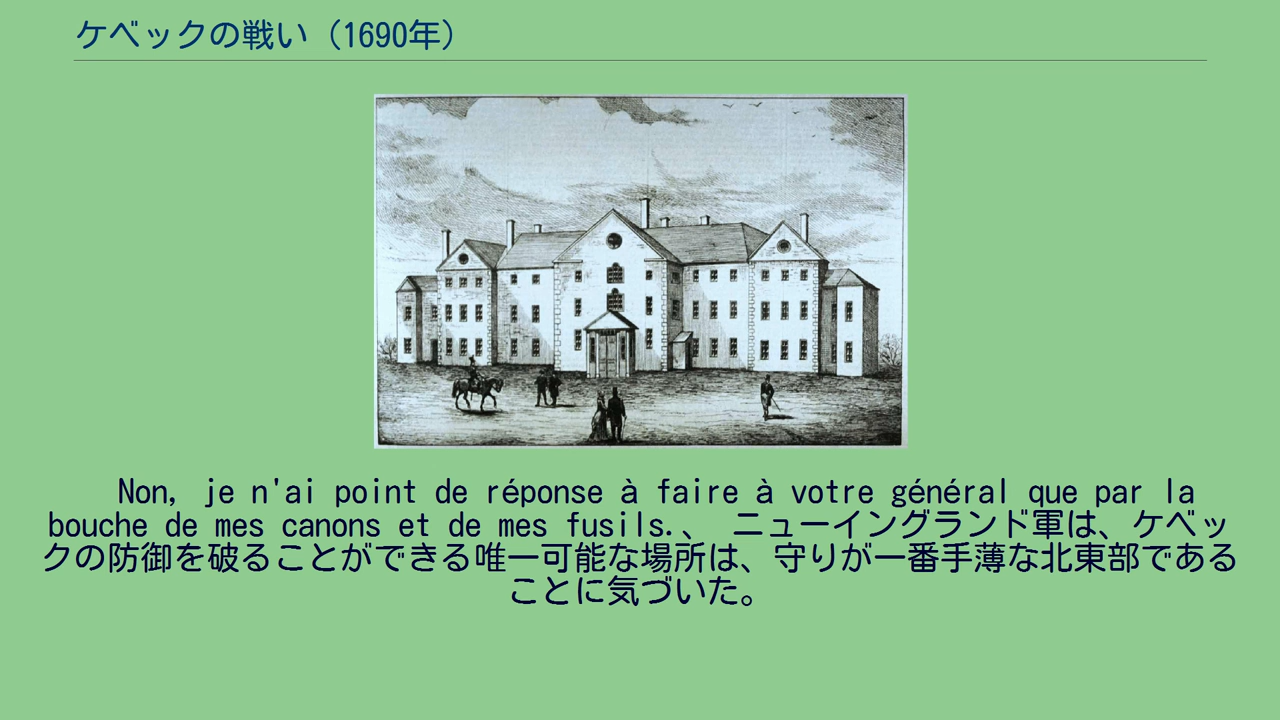 ケベックの戦い（1690年）
Non, je n'ai point de réponse à faire à votre général que par la
bouche de mes canons et de mes fusils.、 ニューイングランド軍は、ケベッ
クの防御を破ることができる唯一可能な場所は、守りが一番手薄な北東部である
ことに気づいた。